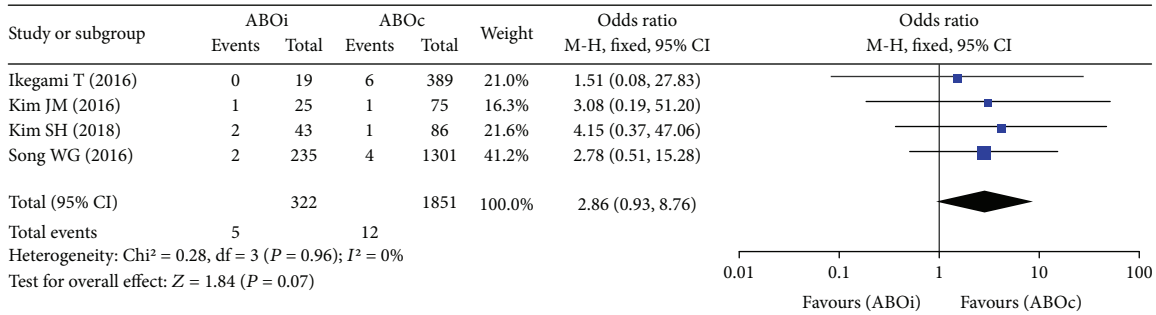 Study or subgroup ABOi ABOc Weight Odds ratio Odds ratio
Events Total Events Total M-H, fixed, 95% CI M-H, fixed, 95% CI
Ikegami T (2016) 0 19 6 389 21.0% 1.51 (0.08, 27.83)
Kim JM (2016) 1 25 1 75 16.3% 3.08 (0.19, 51.20)
Kim SH (2018) 2 43 1 86 21.6% 4.15 (0.37, 47.06)
Song WG (2016) 2 235 4 1301 41.2% 2.78 (0.51, 15.28)
Total (95% CI) 322 1851 100.0% 2.86 (0.93, 8.76)
Total events 5 12
Heterogeneity: Chi² = 0.28, df = 3 (P = 0.96); I² = 0%
Test for overall effect: Z = 1.84 (P = 0.07)
0.01 0.1 1 10 100
Favours (ABOi) Favours (ABOc)